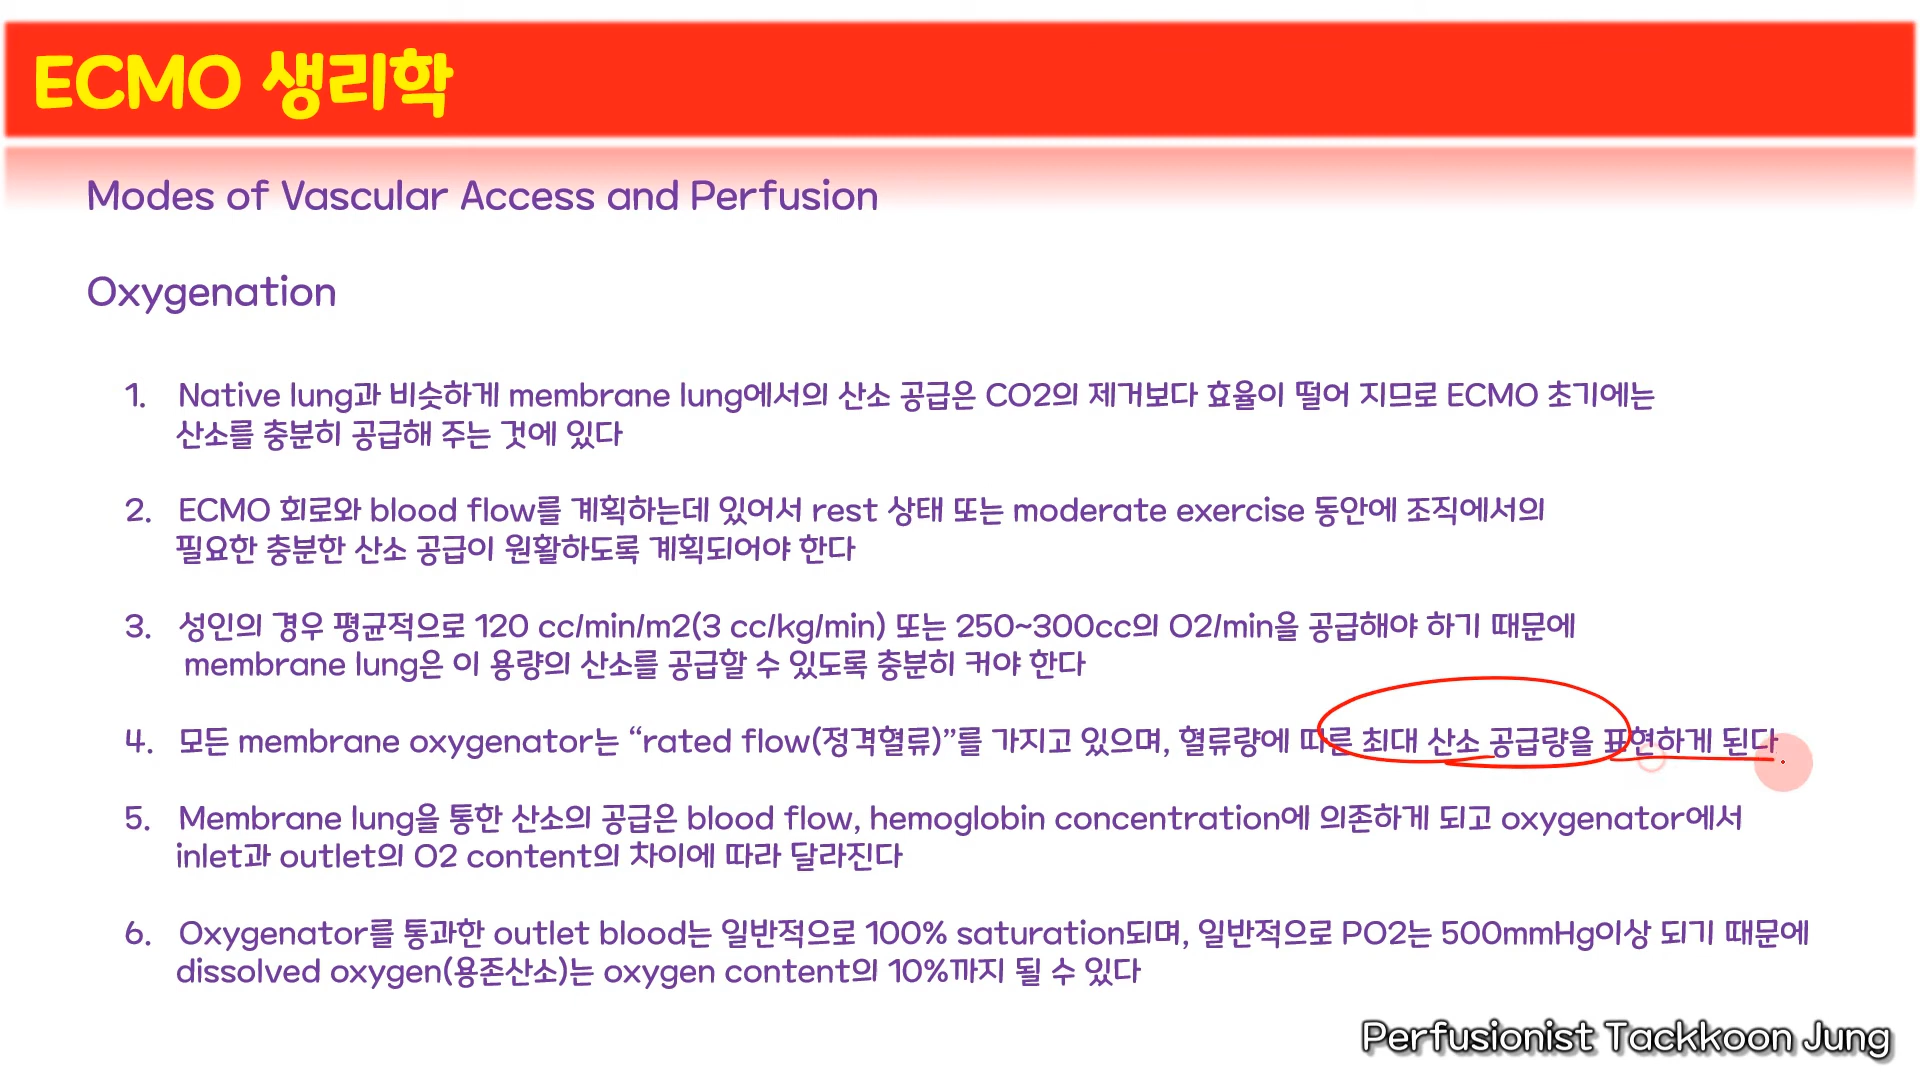 ECMO 생리학
Modes of Vascular Access and Perfusion
Oxygenation
1. Native lung과 비슷하게 membrane lung에서의 산소 공급은 CO2의 제거보다 효율이 떨어 지므로 ECMO 초기에는
산소를 충분히 공급해 주는 것에 있다
2. ECMO 회로와 blood flow를 계획하는데 있어서 rest 상태 또는 moderate exercise 동안에 조직에서의
필요한 충분한 산소 공급이 원활하도록 계획되어야 한다
3. 성인의 경우 평균적으로 120 cc/min/m2(3 cc/kg/min) 또는 250~300cc의 O2/min을 공급해야 하기 때문에
membrane lung은 이 용량의 산소를 공급할 수 있도록 충분히 커야 한다
4. 모든 membrane oxygenator는 “rated flow(정격혈류)”를 가지고 있으며, 혈류량에 따른 최대 산소 공급량을 표현하게 된다
5. Membrane lung을 통한 산소의 공급은 blood flow, hemoglobin concentration에 의존하게 되고 oxygenator에서
inlet과 outlet의 O2 content의 차이에 따라 달라진다
6. Oxygenator를 통과한 outlet blood는 일반적으로 100% saturation되며, 일반적으로 PO2는 500mmHg이상 되기 때문에
dissolved oxygen(용존산소)는 oxygen content의 10%까지 될 수 있다
Perfusionist Tackkoon Jung